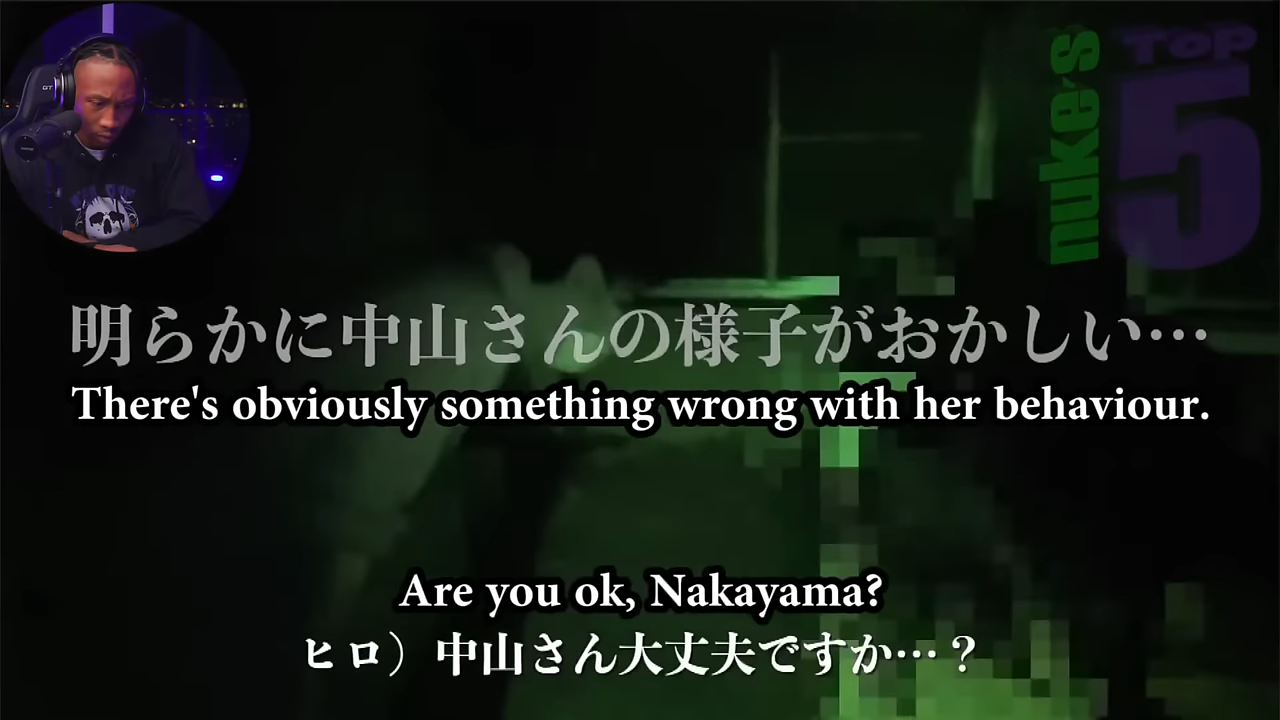 nuke's
Top
5
GT
明らかに中山さんの様子がおかしい…
There's obviously something wrong with her behaviour.
Are you ok, Nakayama?
ヒロ）中山さん大丈夫ですか…？